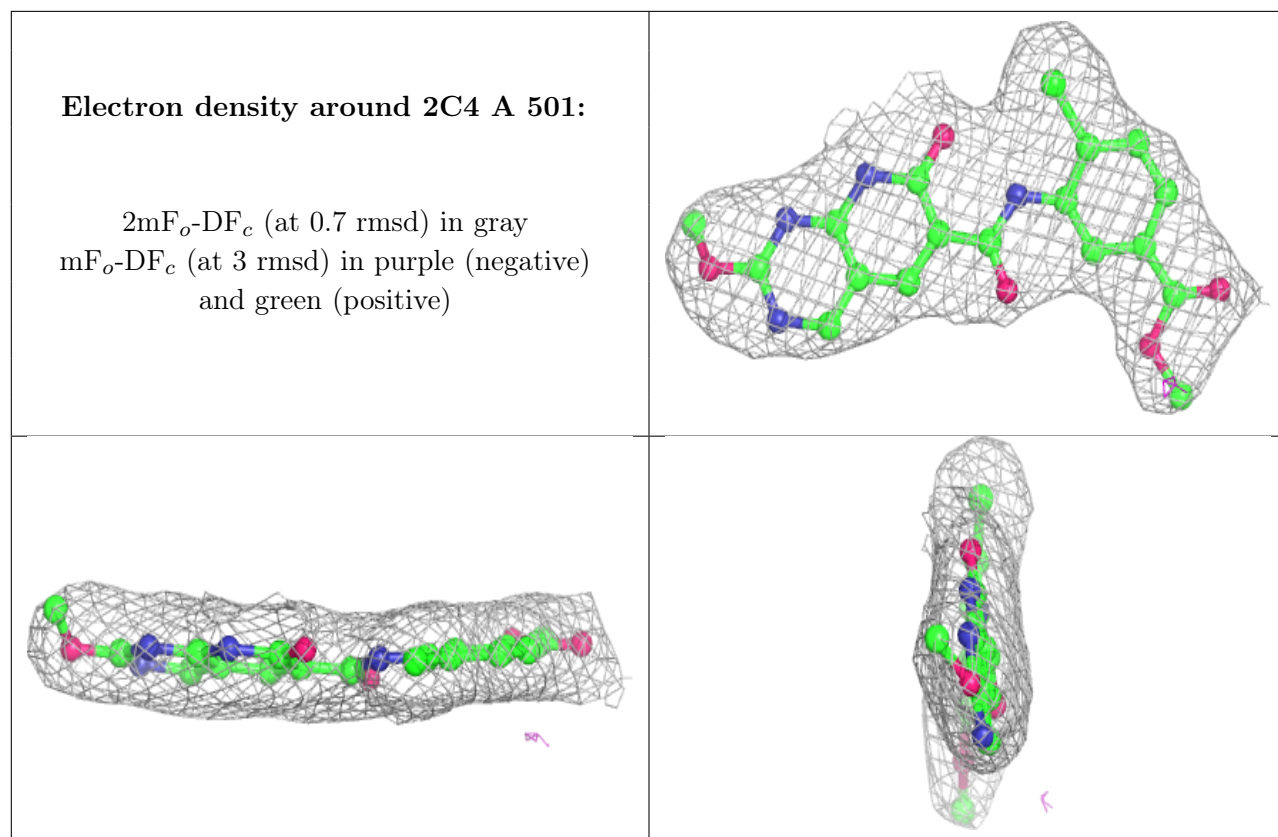 Electron density around 2C4 A 501:
2mFo-DFc (at 0.7 rmsd) in gray
mFo-DFc (at 3 rmsd) in purple (negative)
and green (positive)